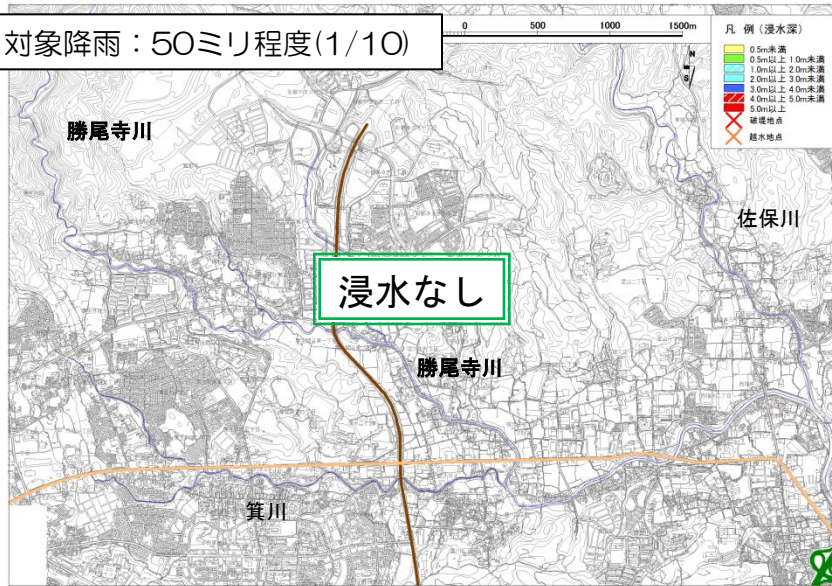 対象降雨：50ミリ程度(1/10)
0 500 1000 1500m
N
S
凡 例 (浸水深)
0.5m未満
0.5m以上 1.0m未満
1.0m以上 2.0m未満
2.0m以上 3.0m未満
3.0m以上 4.0m未満
4.0m以上 5.0m未満
5.0m以上
破堤地点
越水地点
勝尾寺川
佐保川
浸水なし
勝尾寺川
箕川